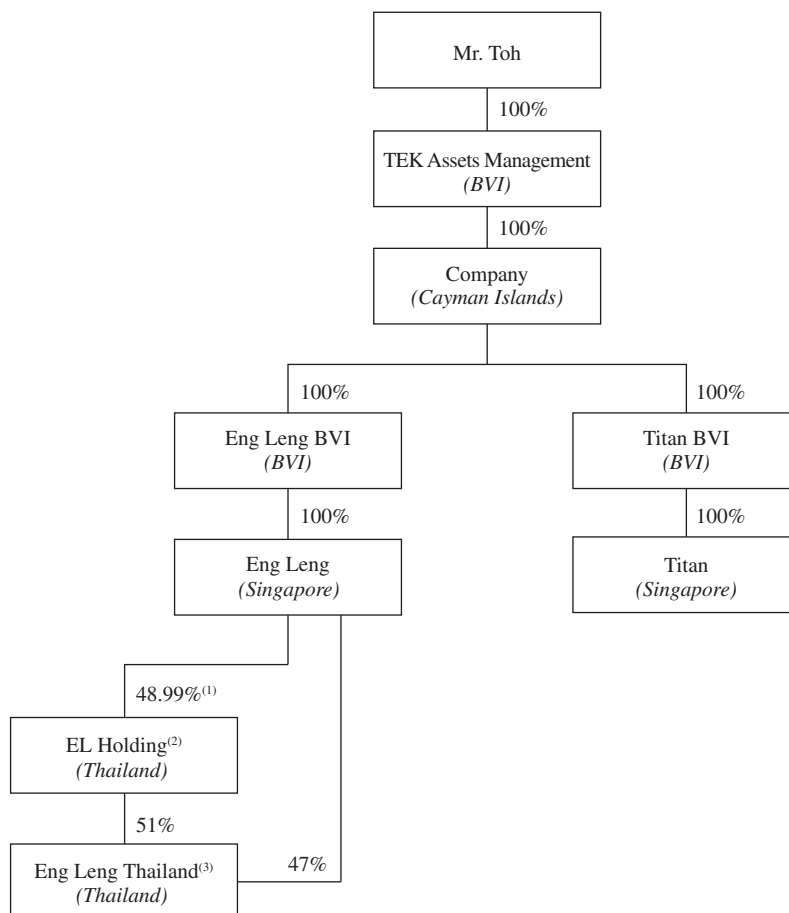 Mr. Toh
100%
TEK Assets Management
(BVI)
100%
Company
(Cayman Islands)
100%
100%
Eng Leng BVI
(BVI)
Titan BVI
(BVI)
100%
100%
Eng Leng
(Singapore)
Titan
(Singapore)
48.99%(1)
EL Holding(2)
(Thailand)
51%
Eng Leng Thailand(3)
(Thailand)
47%